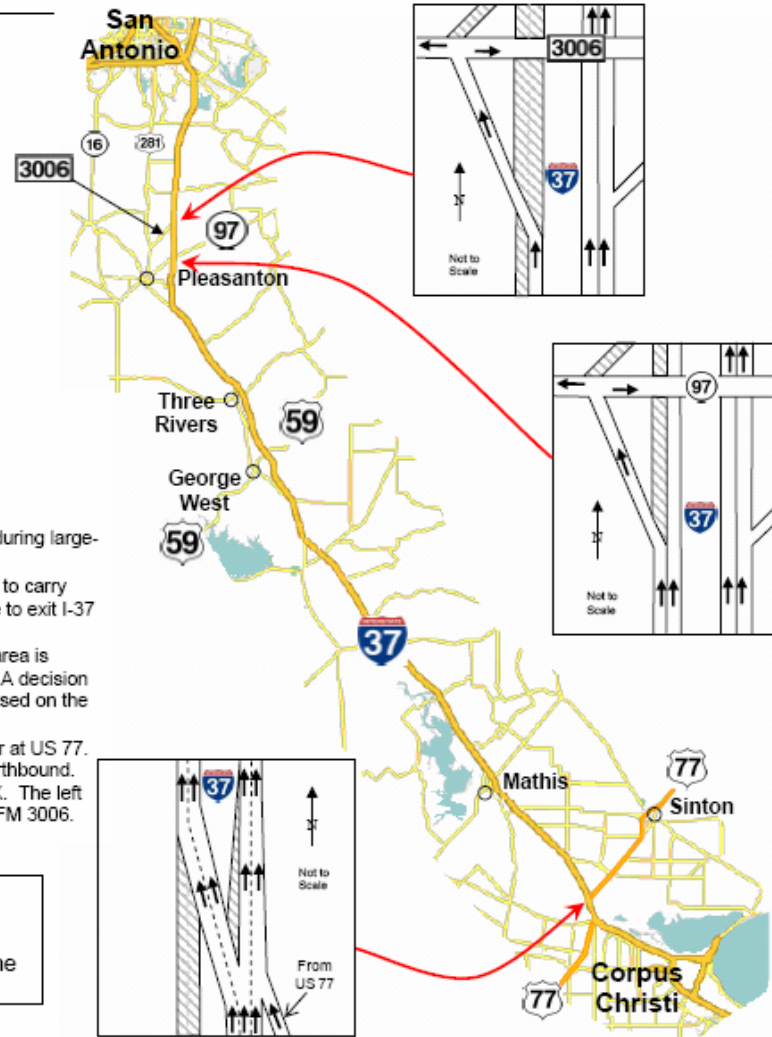 San
Antonio
3006
16
281
3006
37
N
Not to
Scale
97
Pleasanton
97
Three
Rivers
59
37
N
Not to
Scale
George
West
59
during large-
to carry
to exit I-37
area is
A decision
sed on the
r at US 77.
rthbound.
The left
FM 3006.
INTERSTATE
37
37
N
Not to
Scale
From
US 77
Mathis
77
Sinton
ne
Corpus
Christi
77